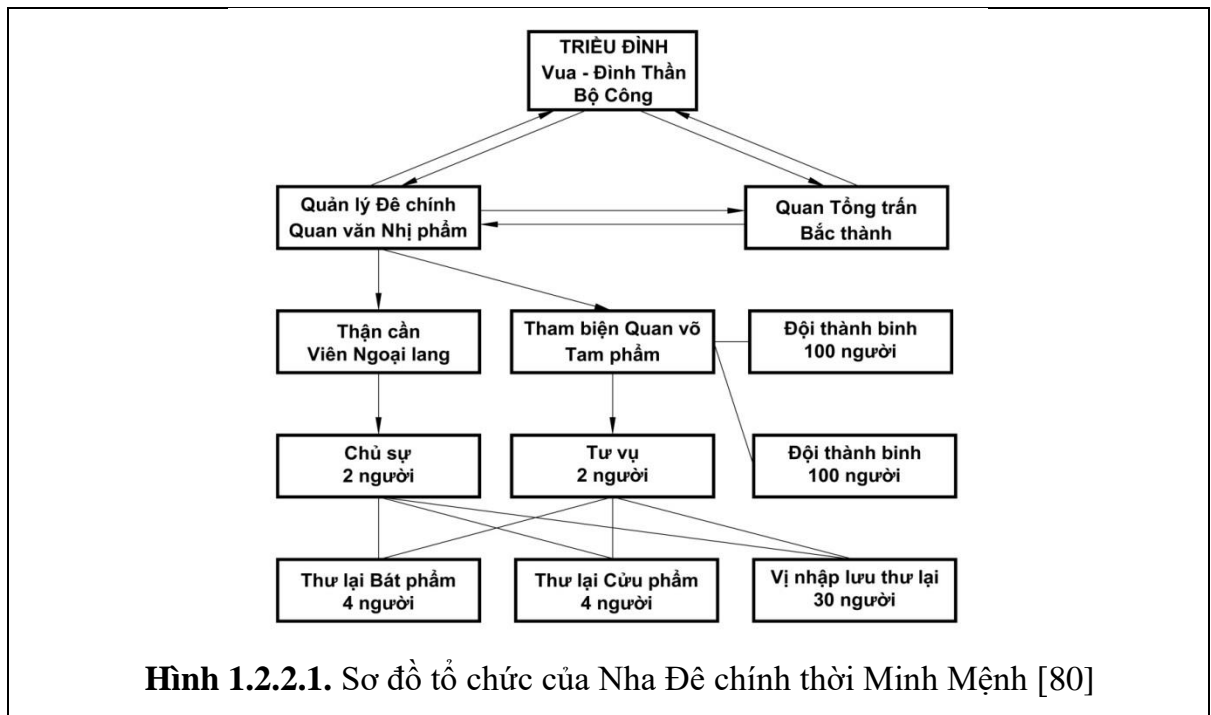 TRIỀU ĐÌNH
Vua - Đình Thần
Bộ Công
Quản lý Đê chính
Quan văn Nhị phẩm
Quan Tổng trấn
Bắc thành
Thận cần
Viên Ngoại lang
Tham biện Quan võ
Tam phẩm
Đội thành binh
100 người
Chủ sự
2 người
Tư vụ
2 người
Đội thành binh
100 người
Thư lại Bát phẩm
4 người
Thư lại Cửu phẩm
4 người
Vị nhập lưu thư lại
30 người
Hình 1.2.2.1. Sơ đồ tổ chức của Nha Đê chính thời Minh Mệnh [80]